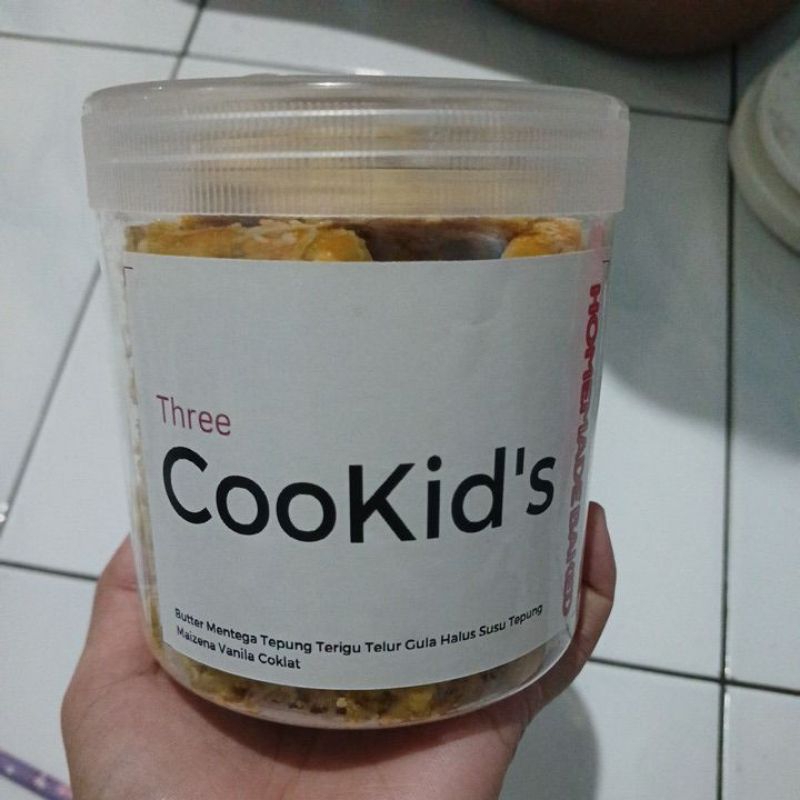 Three
CooKid's
Butter Mentega Tepung Terigu Telur Gula Halus Susu Tepung
Maizena Vanila Coklat
HOMEMADE BAKED